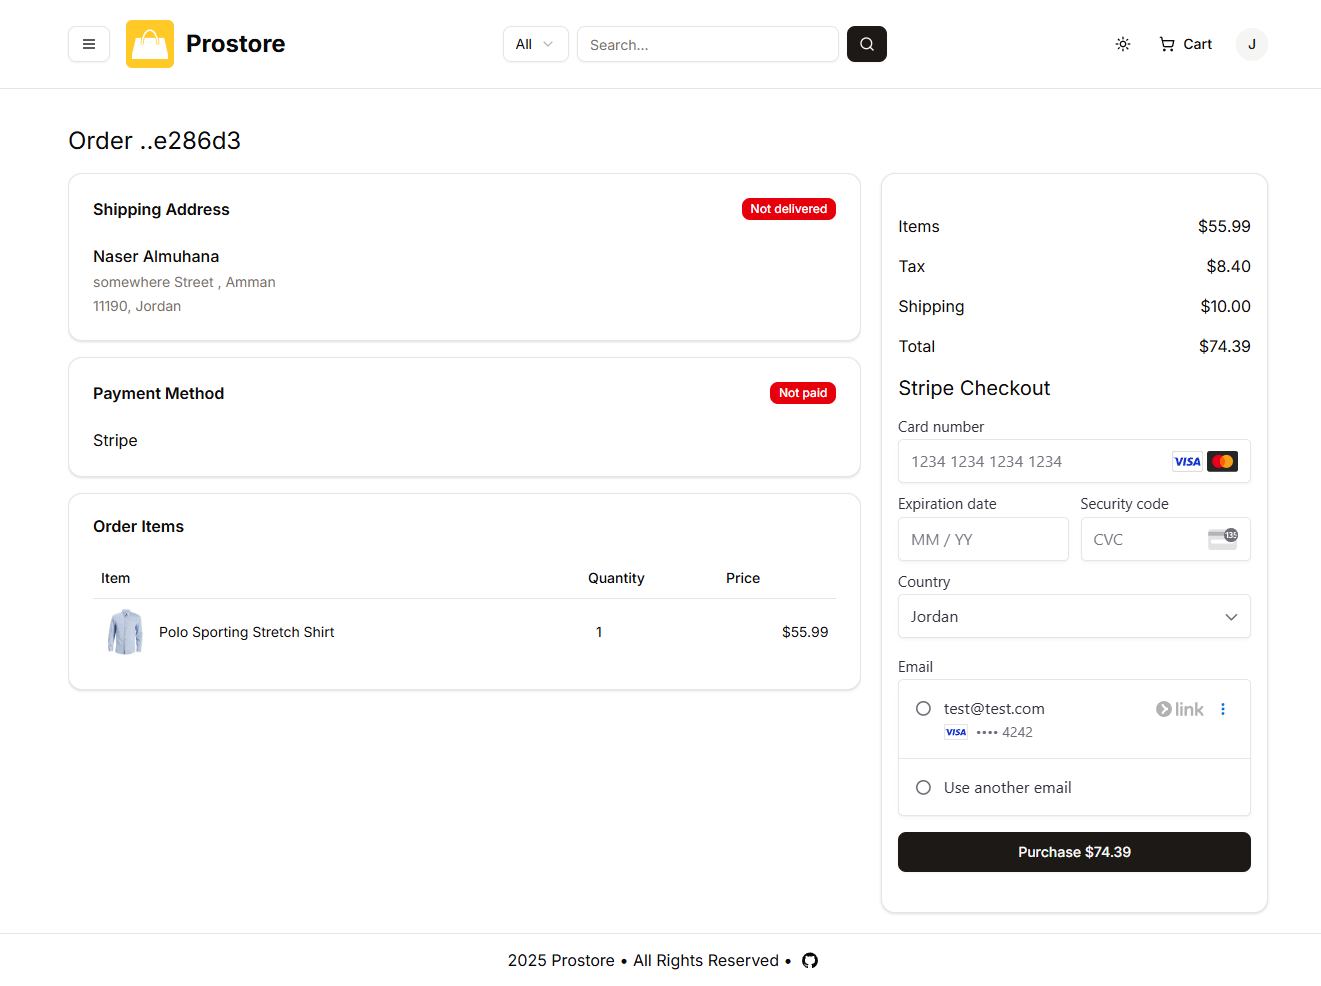 Prostore
All
Search...
Cart
J
Order ..e286d3
Shipping Address
Not delivered
Naser Almuhana
somewhere Street , Amman
11190, Jordan
Payment Method
Not paid
Stripe
Order Items
Item Quantity Price
Polo Sporting Stretch Shirt 1 $55.99
Items $55.99
Tax $8.40
Shipping $10.00
Total $74.39
Stripe Checkout
Card number
1234 1234 1234 1234 VISA
Expiration date Security code
MM / YY CVC 135
Country
Jordan
Email
test@test.com link
VISA •••• 4242
Use another email
Purchase $74.39
2025 Prostore • All Rights Reserved •